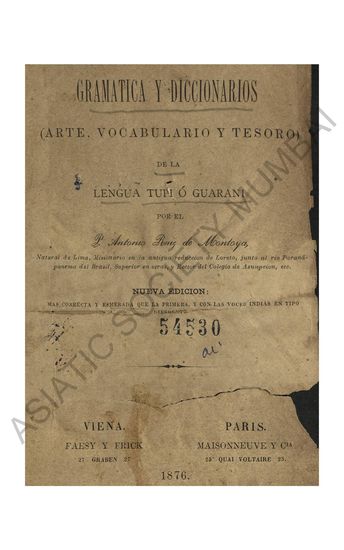 GRAMATICA Y DICCIONARIOS
(ARTE, VOCABULARIO Y TESORO)
DE LA
LENGUA TUPI Ó GUARANI
POR EL
P. Antonio Ruiz de Montoya,
Natural de Lima, Misionario en la antigua reduccion de Loreto, junto al rio Paraná-
panema del Brasil, Superior en otras, y Rector del Colegio de Asumpcion, etc.
NUEVA EDICION:
MAS CORRECTA Y ESMERADA QUE LA PRIMERA, Y CON LAS VOCES INDIAS EN TIPO
DIFERENTE.
54530
VIENA.
FAESY Y FRICK
27 GRABEN 27
PARIS.
MAISONNEUVE Y Cia
25 QUAI VOLTAIRE 25.
1876.
ASIATIC SOCIETY MUMBAI